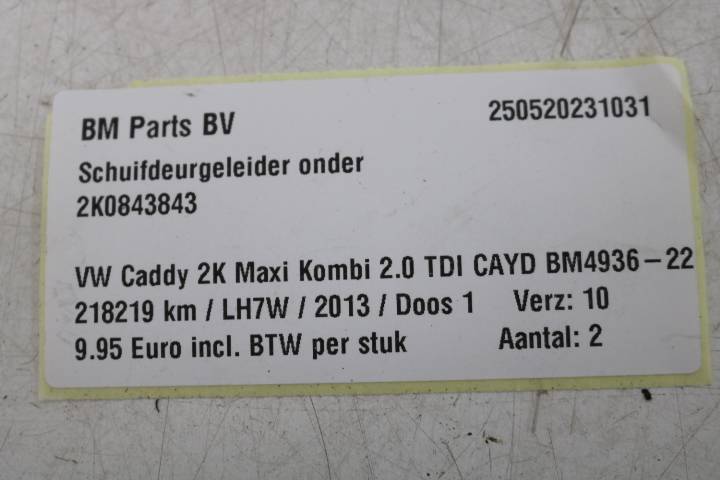 BM Parts BV 250520231031
Schuifdeurgeleider onder
2K0843843
VW Caddy 2K Maxi Kombi 2.0 TDI CAYD BM4936-22
218219 km / LH7W / 2013 / Doos 1 Verz: 10
9.95 Euro incl. BTW per stuk Aantal: 2